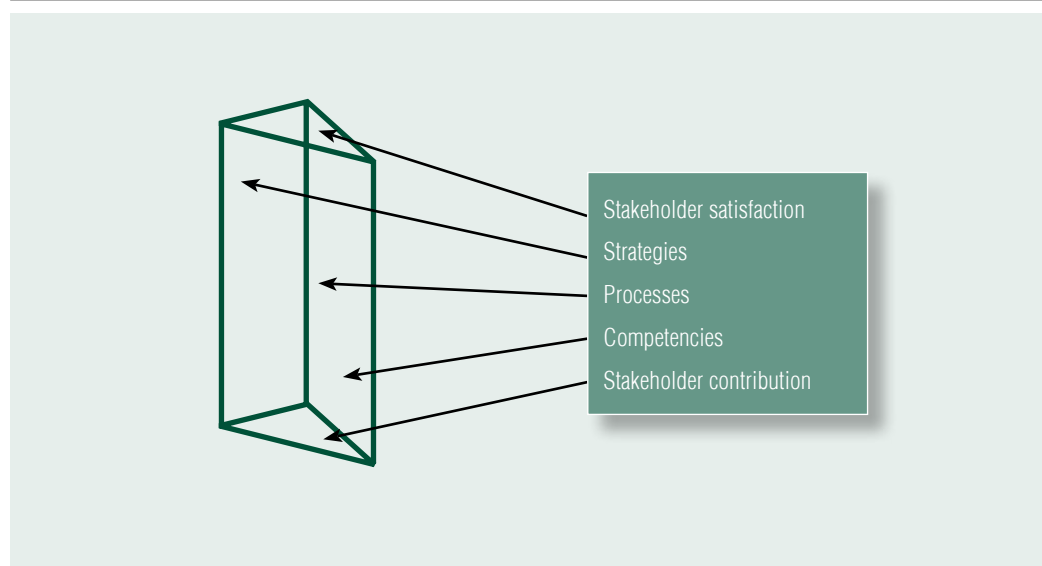 Stakeholder satisfaction
Strategies
Processes
Competencies
Stakeholder contribution